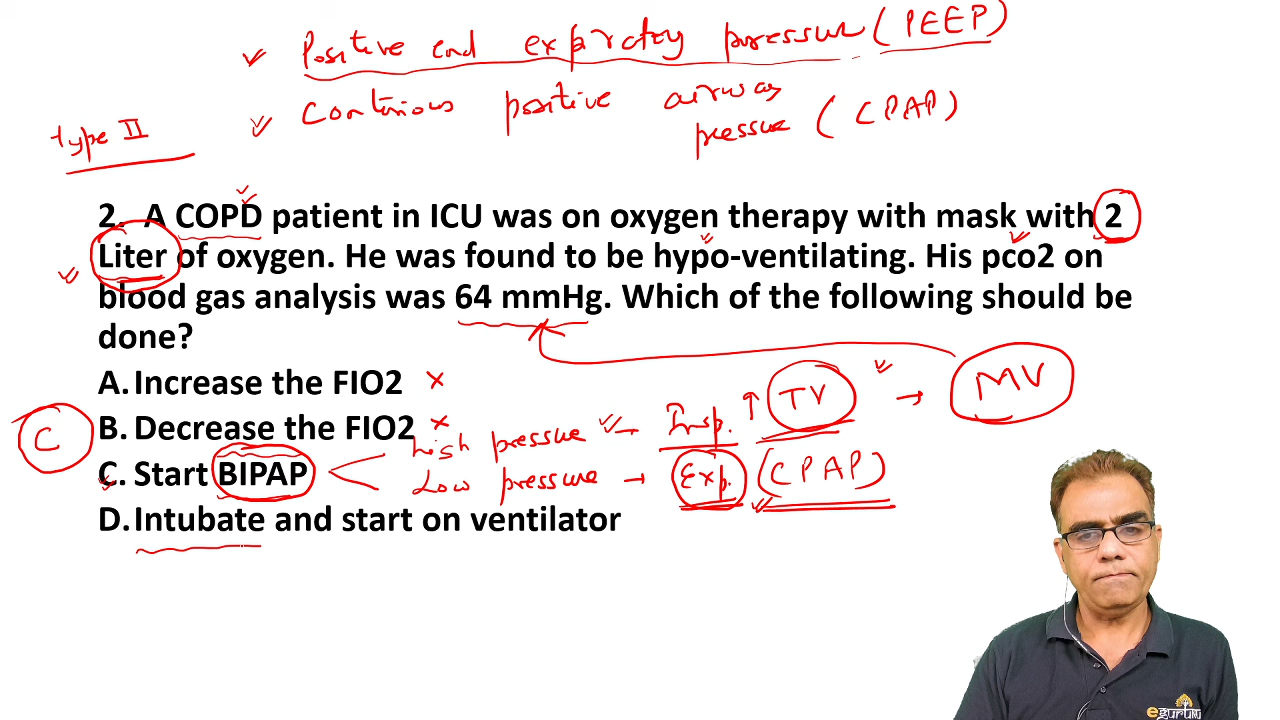 Positive end expiratory pressure (PEEP)
Continious positive airway
pressure (CPAP)
Type II
2. A COPD patient in ICU was on oxygen therapy with mask with 2
Liter of oxygen. He was found to be hypo-ventilating. His pco2 on
blood gas analysis was 64 mmHg. Which of the following should be
done?
A. Increase the FIO2 ×
B. Decrease the FIO2 ×
C. Start BIPAP
D. Intubate and start on ventilator
C
High pressue → Insp. ↑ TV → MV
Low pressure → Exp. (CPAP)
egurukul